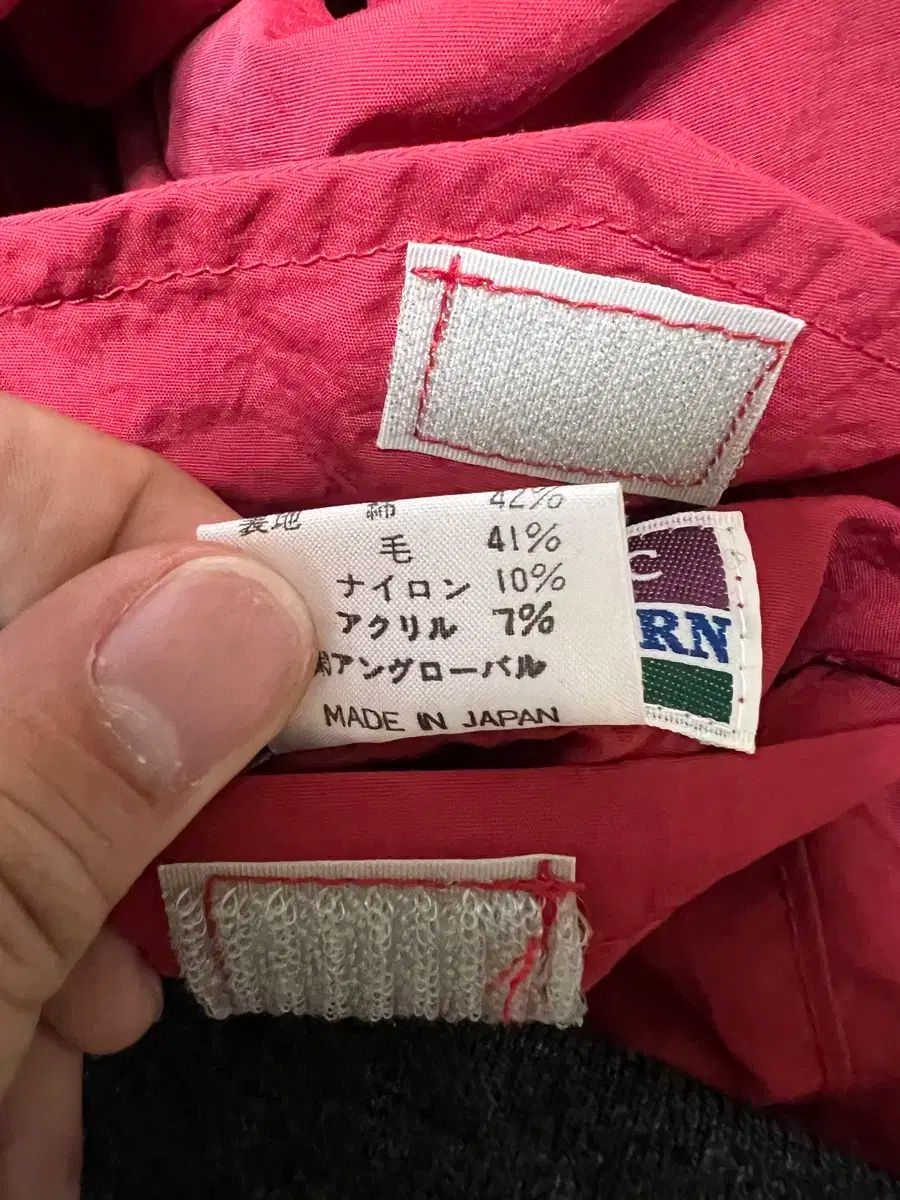 表地 綿 42%
毛 41%
ナイロン 10%
アクリル 7%
㈱アングローバル
MADE IN JAPAN
C
RN